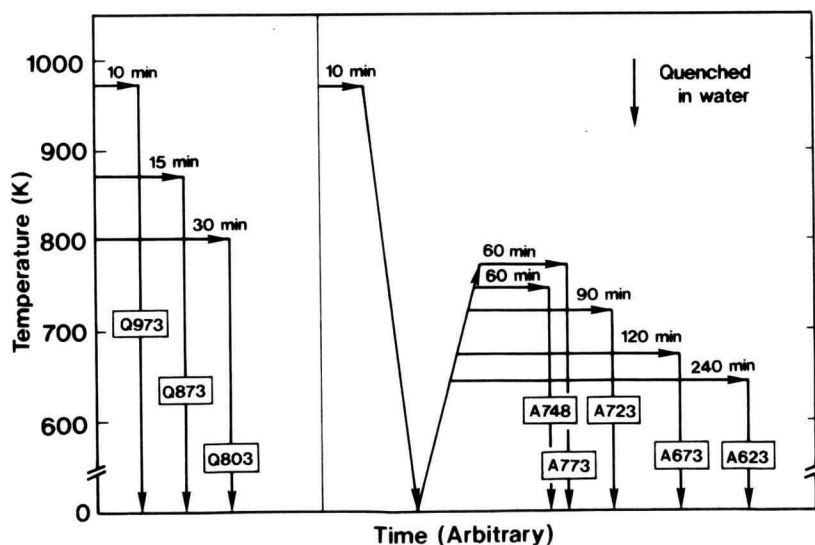 1000
900
800
700
600
0
Temperature (K)
Time (Arbitrary)
10 min
15 min
30 min
Q973
Q873
Q803
10 min
Quenched
in water
60 min
60 min
90 min
120 min
240 min
A748
A773
A723
A673
A623